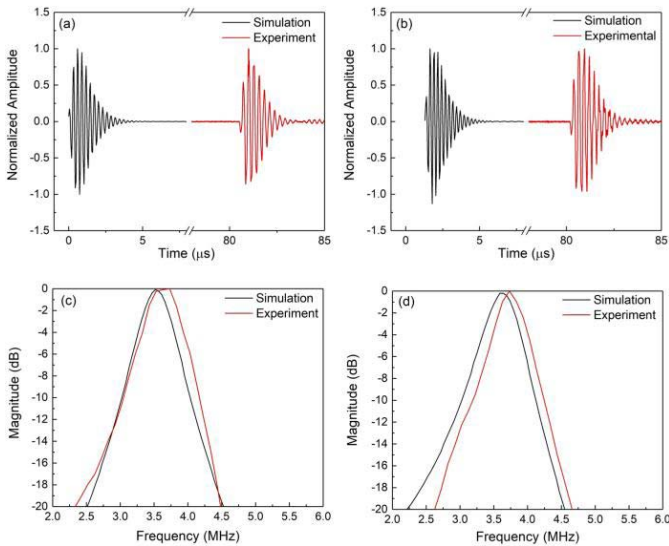 (a)
Simulation
Experiment
1.5
1.0
0.5
0.0
-0.5
-1.0
-1.5
Normalized Amplitude
0 5 80 85
Time (μs)
(b)
Simulation
Experimental
1.5
1.0
0.5
0.0
-0.5
-1.0
-1.5
Normalized Amplitude
0 5 80 85
Time (μs)
(c)
Simulation
Experiment
0
-2
-4
-6
-8
-10
-12
-14
-16
-18
-20
Magnitude (dB)
2.0 2.5 3.0 3.5 4.0 4.5 5.0 5.5 6.0
Frequency (MHz)
(d)
Simulation
Experiment
0
-2
-4
-6
-8
-10
-12
-14
-16
-18
-20
Magnitude (dB)
2.0 2.5 3.0 3.5 4.0 4.5 5.0 5.5 6.0
Frequency (MHz)